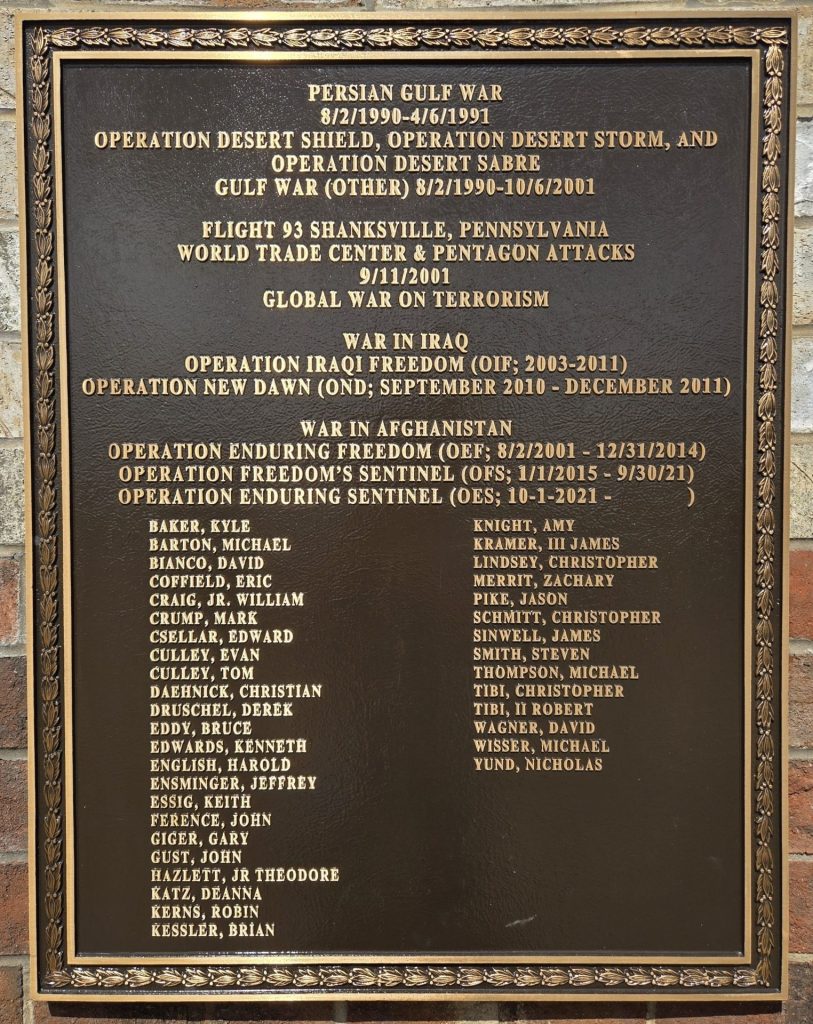 PERSIAN GULF WAR
8/2/1990-4/6/1991
OPERATION DESERT SHIELD, OPERATION DESERT STORM, AND
OPERATION DESERT SABRE
GULF WAR (OTHER) 8/2/1990-10/6/2001
FLIGHT 93 SHANKSVILLE, PENNSYLVANIA
WORLD TRADE CENTER & PENTAGON ATTACKS
9/11/2001
GLOBAL WAR ON TERRORISM
WAR IN IRAQ
OPERATION IRAQI FREEDOM (OIF; 2003-2011)
OPERATION NEW DAWN (OND; SEPTEMBER 2010 - DECEMBER 2011)
WAR IN AFGHANISTAN
OPERATION ENDURING FREEDOM (OEF; 8/2/2001 - 12/31/2014)
OPERATION FREEDOM'S SENTINEL (OFS; 1/1/2015 - 9/30/21)
OPERATION ENDURING SENTINEL (OES; 10-1-2021 - )
BAKER, KYLE
BARTON, MICHAEL
BIANCO, DAVID
COFFIELD, ERIC
CRAIG, JR. WILLIAM
CRUMP, MARK
CSELLAR, EDWARD
CULLEY, EVAN
CULLEY, TOM
DAEHNICK, CHRISTIAN
DRUSCHEL, DEREK
EDDY, BRUCE
EDWARDS, KENNETH
ENGLISH, HAROLD
ENSMINGER, JEFFREY
ESSIG, KEITH
FERENCE, JOHN
GIGER, GARY
GUST, JOHN
HAZLETT, JR THEODORE
KATZ, DEANNA
KERNS, ROBIN
KESSLER, BRIAN
KNIGHT, AMY
KRAMER, III JAMES
LINDSEY, CHRISTOPHER
MERRIT, ZACHARY
PIKE, JASON
SCHMITT, CHRISTOPHER
SINWELL, JAMES
SMITH, STEVEN
THOMPSON, MICHAEL
TIBI, CHRISTOPHER
TIBI, II ROBERT
WAGNER, DAVID
WISSER, MICHAEL
YUND, NICHOLAS